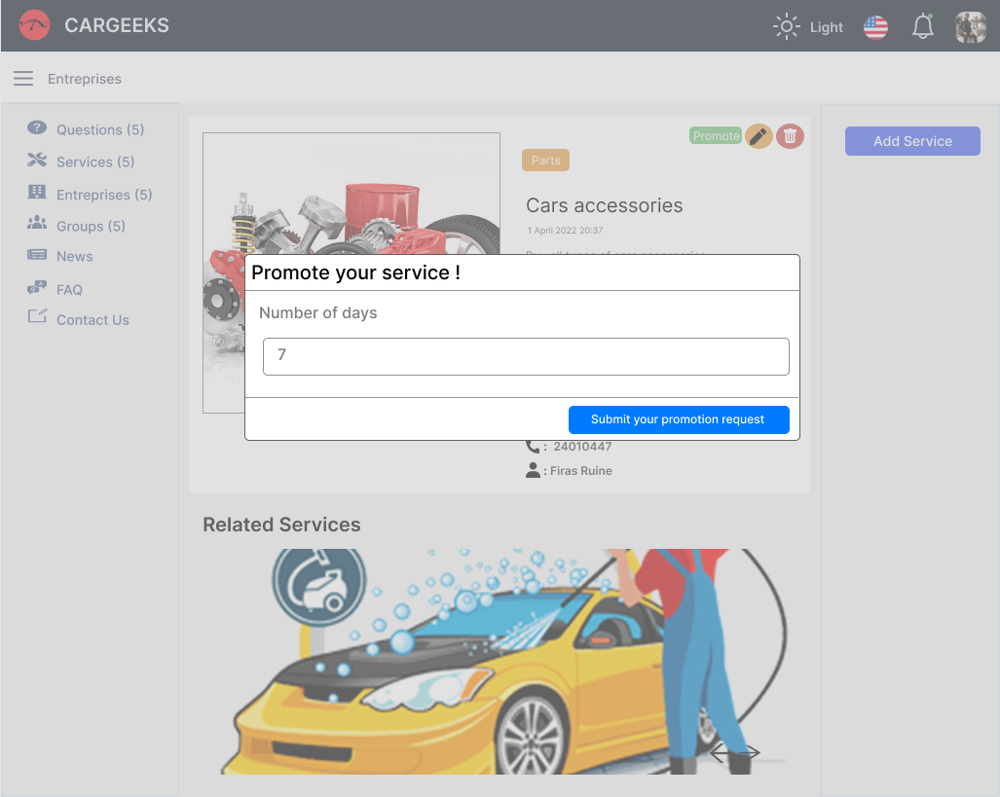 CARGEEKS
Light
Entreprises
Questions (5)
Services (5)
Entreprises (5)
Groups (5)
News
FAQ
Contact Us
Promote
Add Service
Parts
Cars accessories
1 April 2022 20:37
Promote your service !
Number of days
7
Submit your promotion request
: 24010447
: Firas Ruine
Related Services